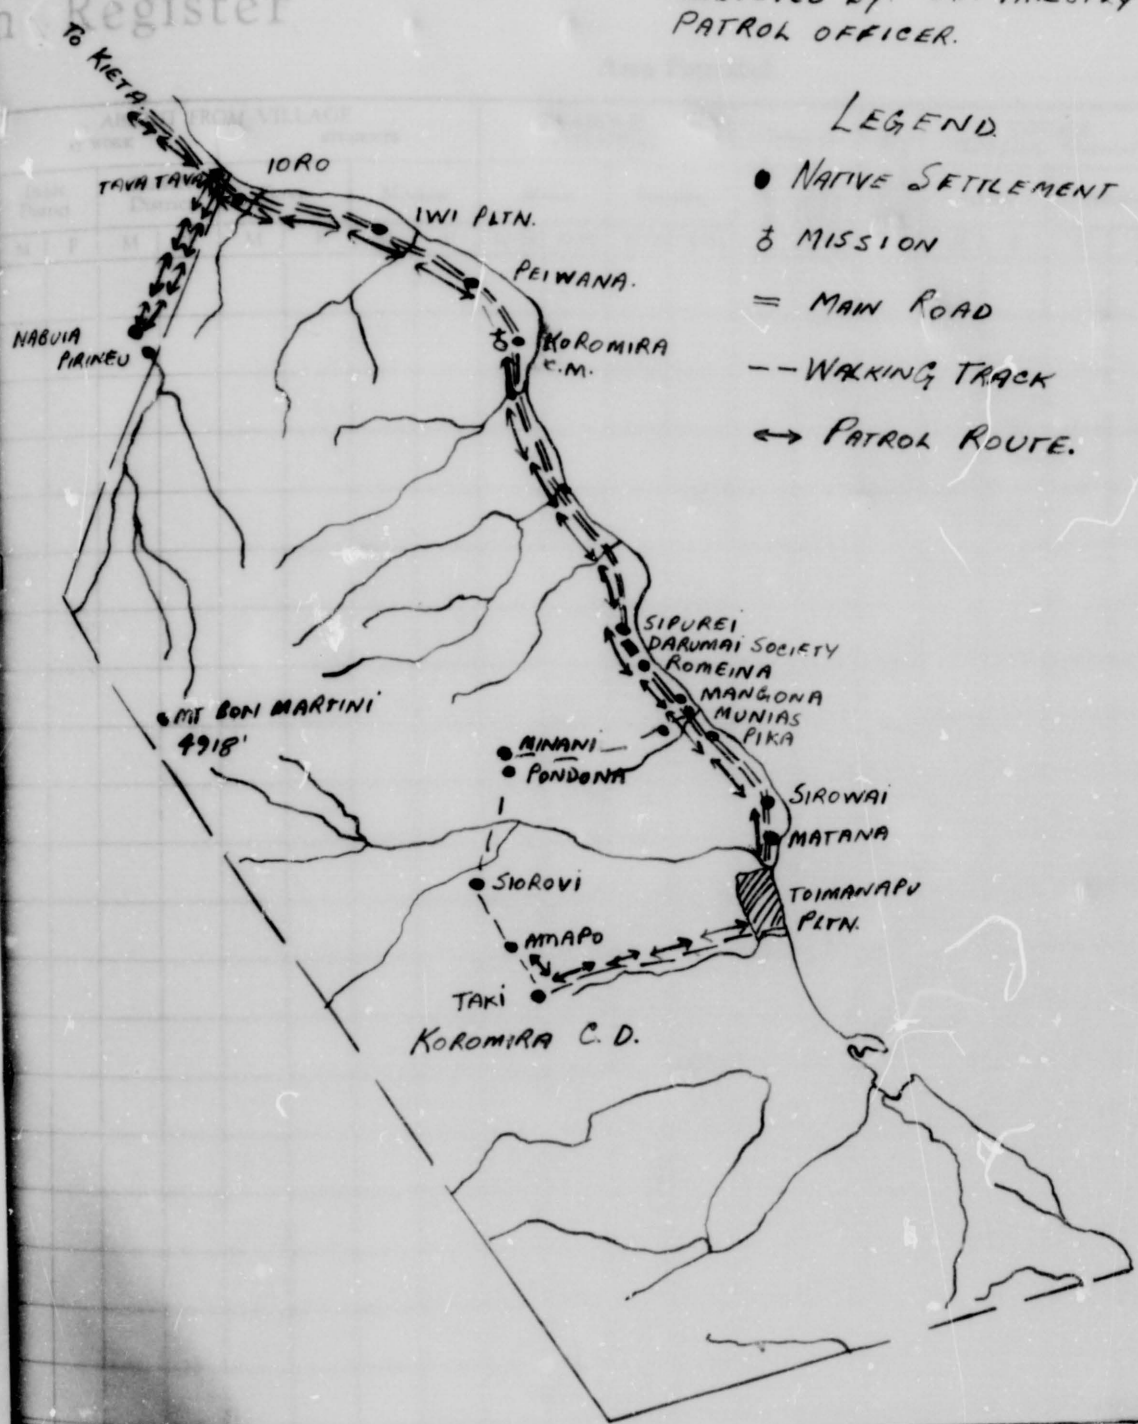 Register
PATROL OFFICER.
FROM VILLAGE
TO KIETA.
LEGEND
NATIVE SETTLEMENT
MISSION
= MAIN ROAD
-- WALKING TRACK
↔ PATROL ROUTE.
IORO
TAVA TAVA
IWI PLTN.
PEIWANA.
NABUIA
PIRINEU
KOROMIRA
C.M.
SIPUREI
DARUMAI SOCIETY
ROMEINA
MANGONA
MUNIAS
PIKA
MT BON MARTINI
4918'
MINANI
PONDONA
SIROWAI
MATANA
SIOROVI
TOIMANAPU
PLTN.
AMAPO
TAKI
KOROMIRA C.D.